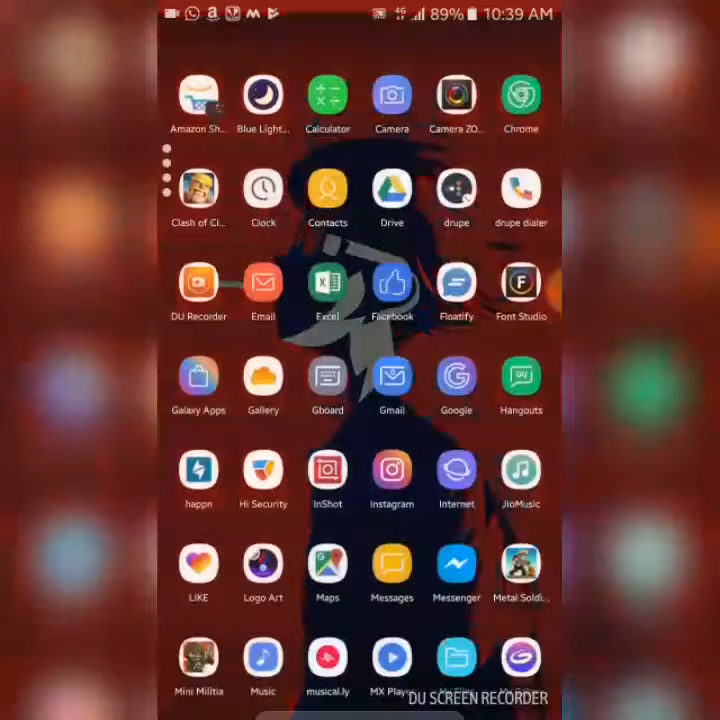 89% 10:39 AM
Amazon Sh... Blue Light... Calculator Camera Camera ZO... Chrome
Clash of Cl... Clock Contacts Drive drupe drupe dialer
DU Recorder Email Excel Facebook Floatify Font Studio
Galaxy Apps Gallery Gboard Gmail Google Hangouts
happn Hi Security InShot Instagram Internet JioMusic
LIKE Logo Art Maps Messages Messenger Metal Soldi...
Mini Militia Music musical.ly MX Player
DU SCREEN RECORDER